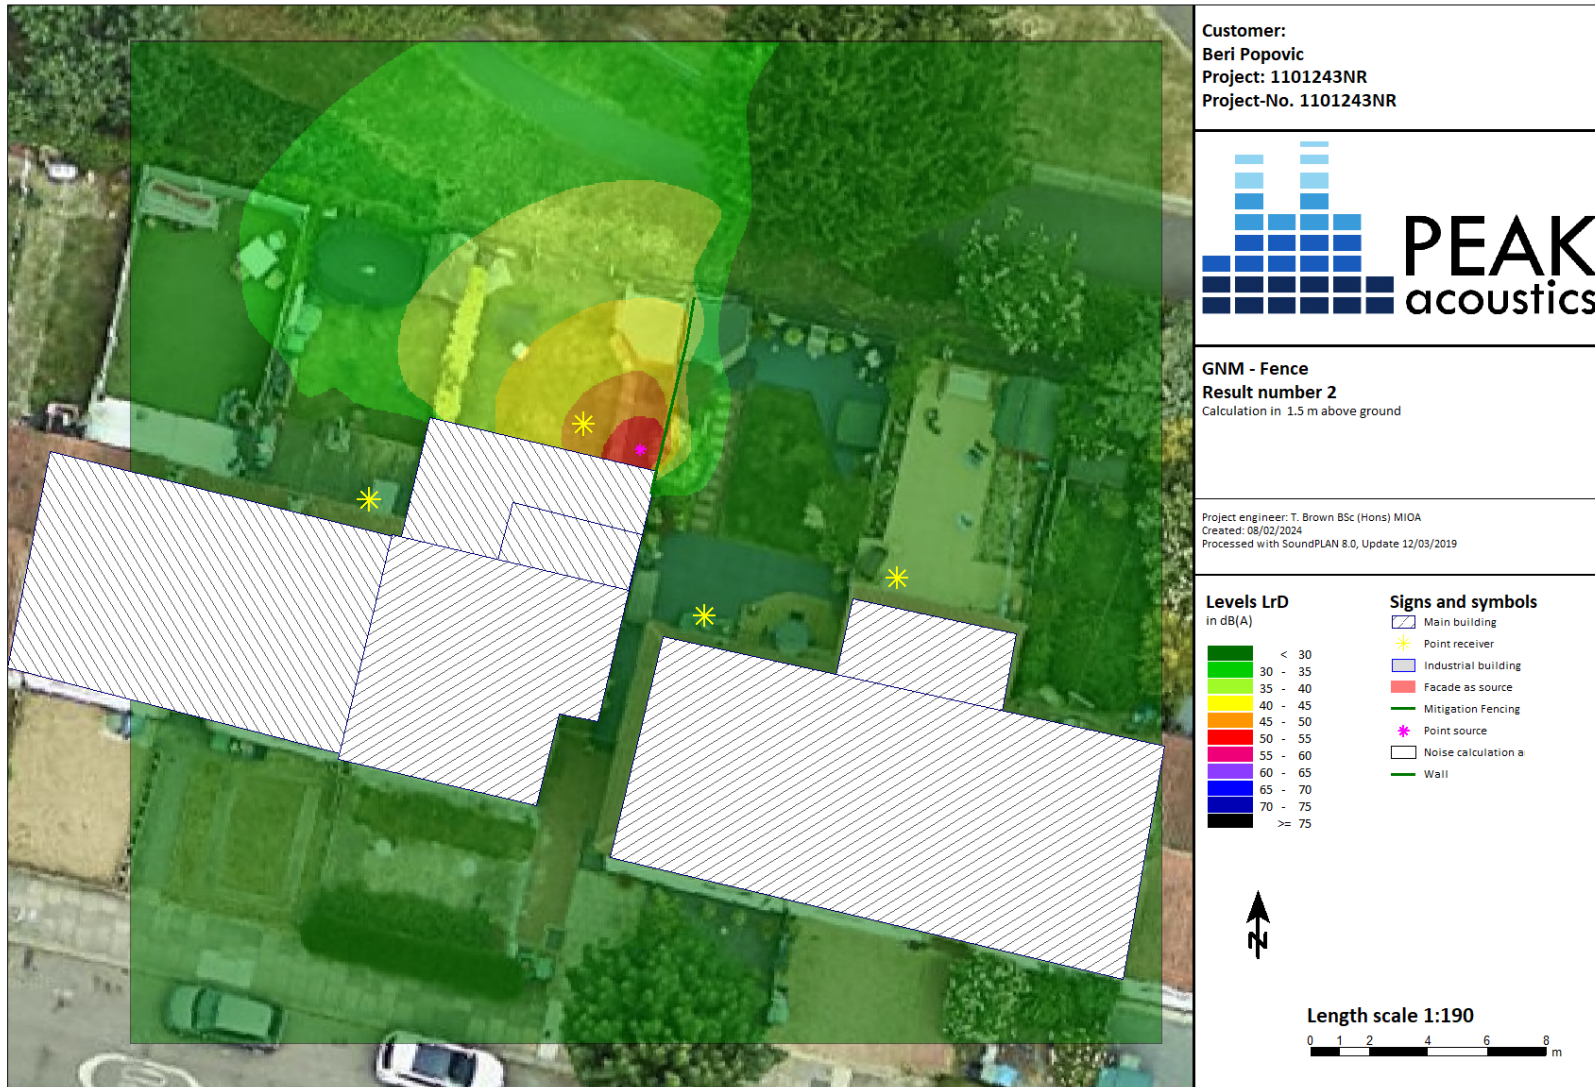 Customer:
Beri Popovic
Project: 1101243NR
Project-No. 1101243NR
PEAK
acoustics
GNM - Fence
Result number 2
Calculation in 1.5 m above ground
Project engineer: T. Brown BSc (Hons) MIOA
Created: 08/02/2024
Processed with SoundPLAN 8.0, Update 12/03/2019
Levels LrD
in dB(A)
< 30
30 - 35
35 - 40
40 - 45
45 - 50
50 - 55
55 - 60
60 - 65
65 - 70
70 - 75
>= 75
Signs and symbols
Main building
Point receiver
Industrial building
Facade as source
Mitigation Fencing
Point source
Noise calculation a
Wall
N
Length scale 1:190
0 1 2 4 6 8
m